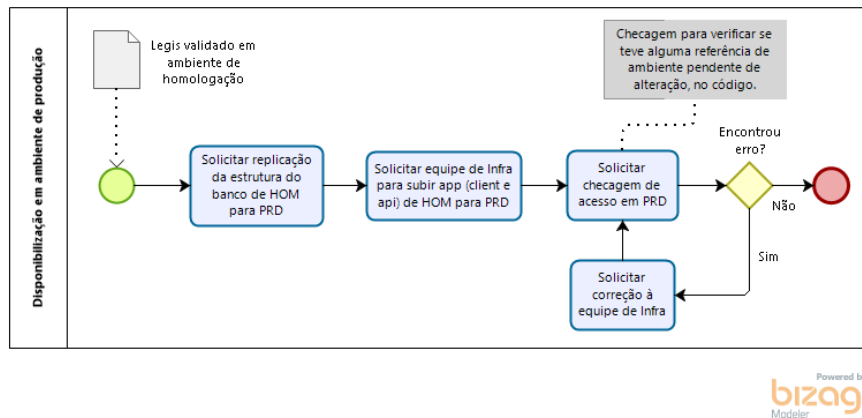 Disponibilização em ambiente de produção
Legis validado em
ambiente de
homologação
Checagem para verificar se
teve alguma referência de
ambiente pendente de
alteração, no código.
Solicitar replicação
da estrutura do
banco de HOM
para PRD
Solicitar equipe de Infra
para subir app (client e
api) de HOM para PRD
Solicitar
checagem de
acesso em PRD
Encontrou
erro?
Não
Sim
Solicitar
correção à
equipe de Infra
Powered b
bizag
Modeler